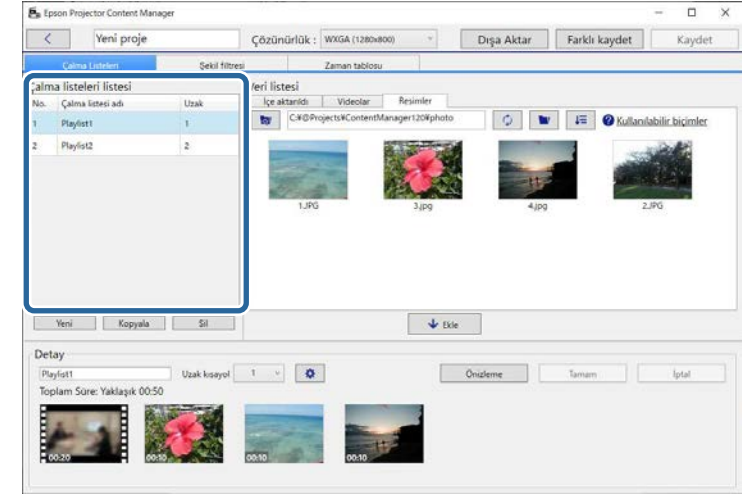 Epson Projector Content Manager
Yeni proje
Çözünürlük : WXGA (1280x800)
Dışa Aktar
Farklı kaydet
Kaydet
Çalma Listeleri
Şekil filtresi
Zaman tablosu
Çalma listeleri listesi
No. Çalma listesi adı Uzak
1 Playlist1 1
2 Playlist2 2
Yeni
Kopyala
Sil
Veri listesi
İçe aktarıldı
Videolar
Resimler
C:¥@Projects¥ContentManager120¥photo
Kullanılabilir biçimler
1.JPG
3.jpg
4.jpg
2.JPG
Ekle
Detay
Playlist1
Uzak kısayol 1
Önizleme
Tamam
İptal
Toplam Süre: Yaklaşık 00:50
00:20
00:10
00:10
00:10